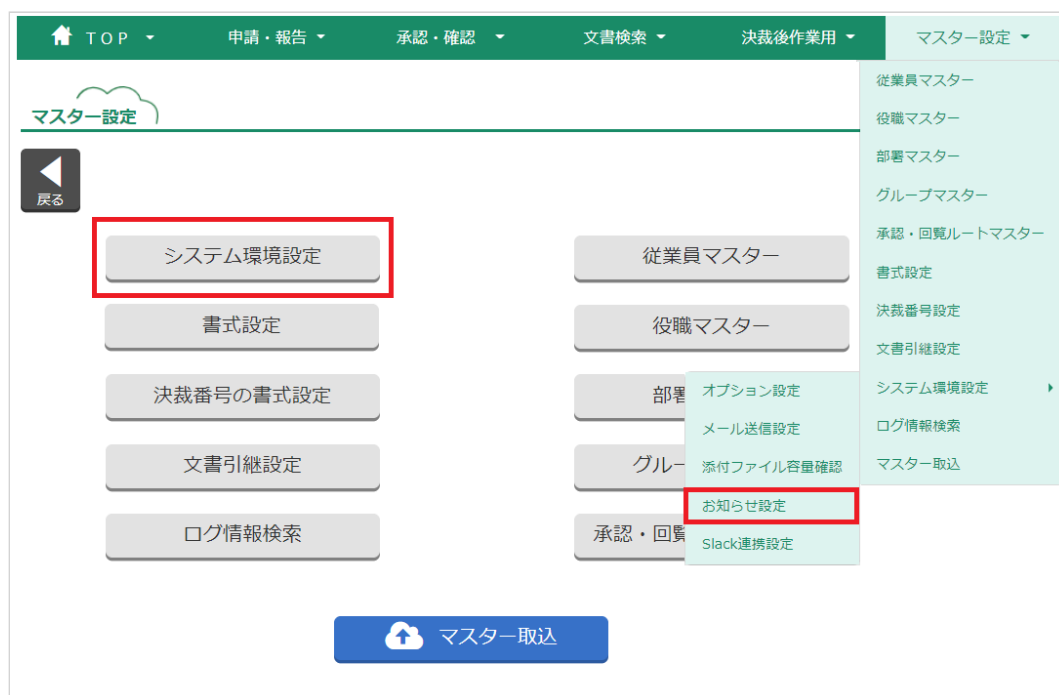 TOP
申請・報告
承認・確認
文書検索
決裁後作業用
マスター設定
マスター設定
戻る
システム環境設定
書式設定
決裁番号の書式設定
文書引継設定
ログ情報検索
従業員マスター
役職マスター
部署
グルー
承認・回覧
マスター取込
従業員マスター
役職マスター
部署マスター
グループマスター
承認・回覧ルートマスター
書式設定
決裁番号設定
文書引継設定
システム環境設定
ログ情報検索
マスター取込
オプション設定
メール送信設定
添付ファイル容量確認
お知らせ設定
Slack連携設定